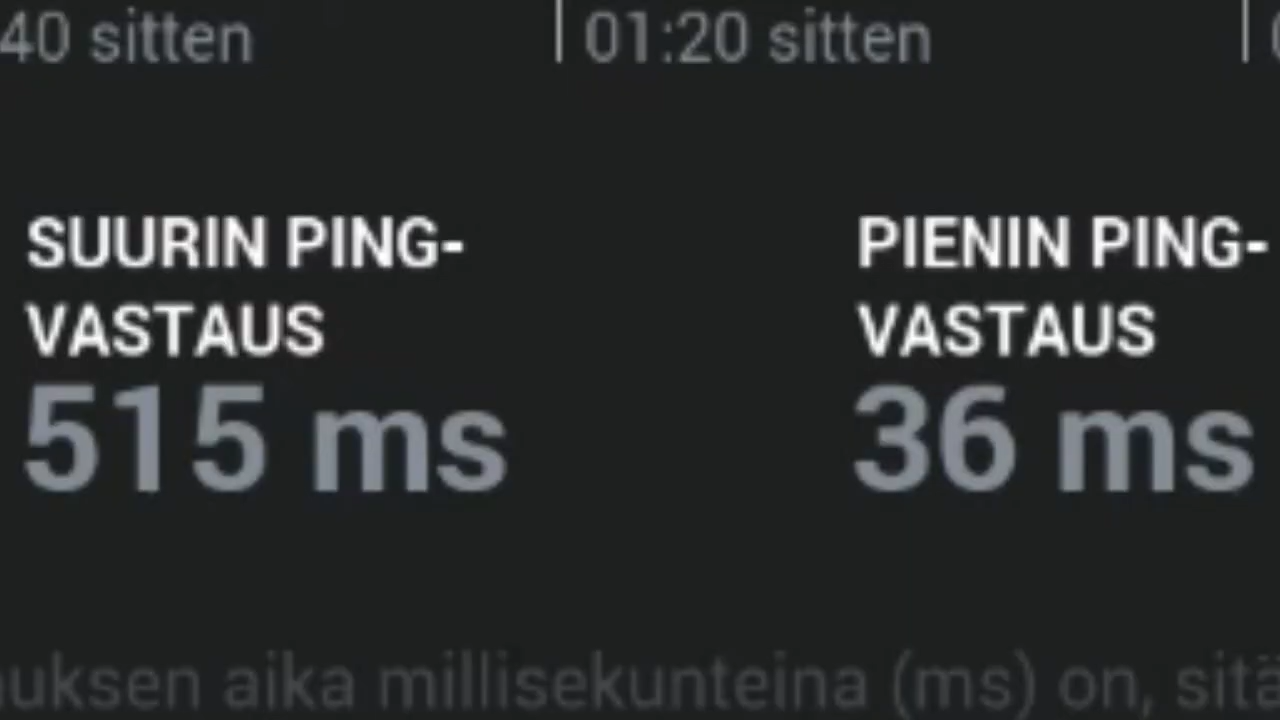 40 sitten 01:20 sitten
SUURIN PING- PIENIN PING-
VASTAUS VASTAUS
515 ms 36 ms
aika millisekunteina (ms) on,